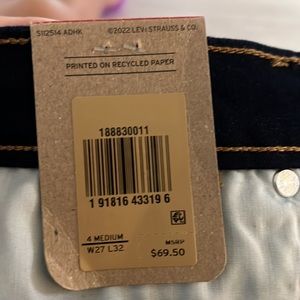 S112514 ADHK ©2022 LEVI STRAUSS & CO.
PRINTED ON RECYCLED PAPER
188830011
1 91816 43319 6
4 MEDIUM
W27 L32
MSRP
$69.50